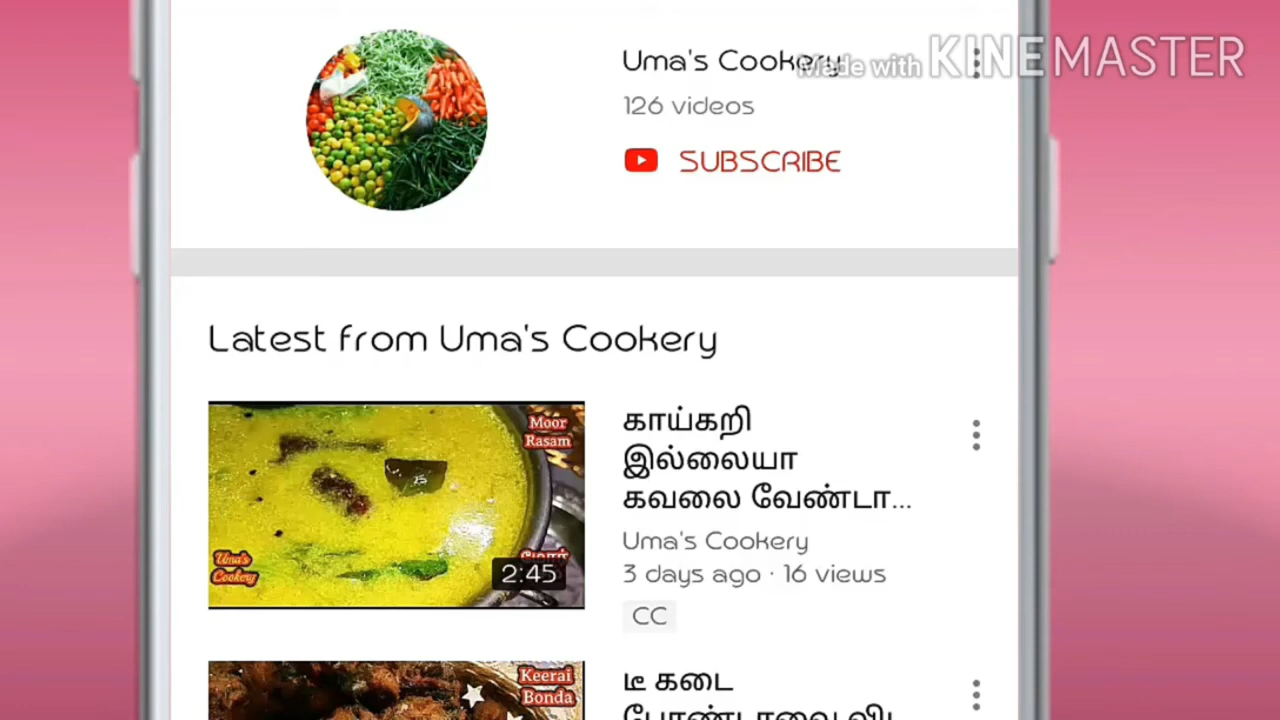 Uma's Cookery
Made with KINEMASTER
126 videos
SUBSCRIBE
Latest from Uma's Cookery
Moor
Rasam
Uma's
Cookery
மோர்
2:45
காய்கறி
இல்லையா
கவலை வேண்டா...
Uma's Cookery
3 days ago · 16 views
CC
Keerai
Bonda
டீ கடை